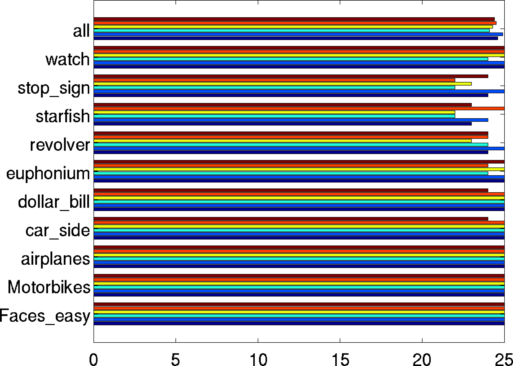 all
watch
stop_sign
starfish
revolver
euphonium
dollar_bill
car_side
airplanes
Motorbikes
Faces_easy
0 5 10 15 20 25